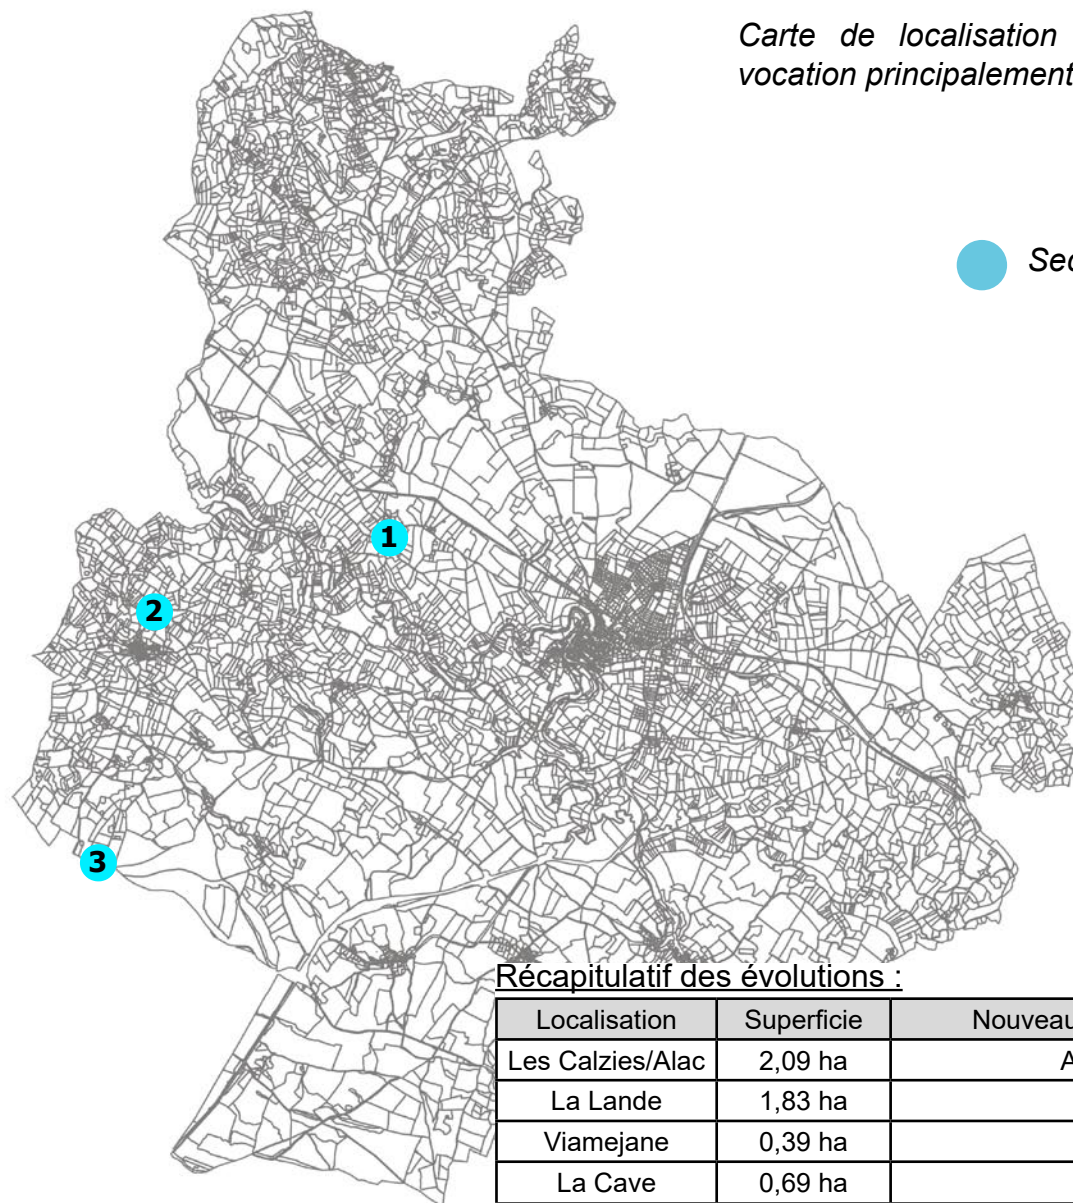 Carte de localisation
vocation principalement
Sec
1
2
3
Récapitulatif des évolutions :
Localisation Superficie Nouveau
Les Calzies/Alac 2,09 ha A
La Lande 1,83 ha
Viamejane 0,39 ha
La Cave 0,69 ha